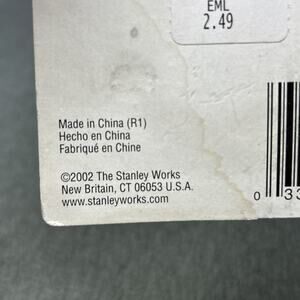 EML
2.49
Made in China (R1)
Hecho en China
Fabriqué en Chine
©2002 The Stanley Works
New Britain, CT 06053 U.S.A.
www.stanleyworks.com
0